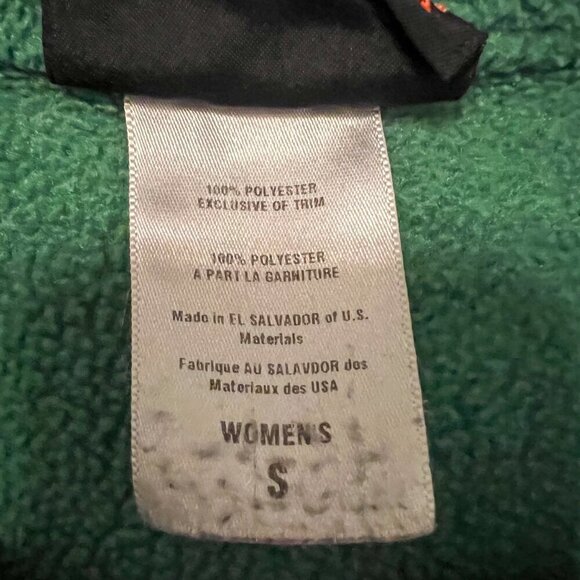 100% POLYESTER
EXCLUSIVE OF TRIM
100% POLYESTER
A PART LA GARNITURE
Made in EL SALVADOR of U.S.
Materials
Fabrique AU SALAVDOR des
Materiaux des USA
WOMEN'S
S